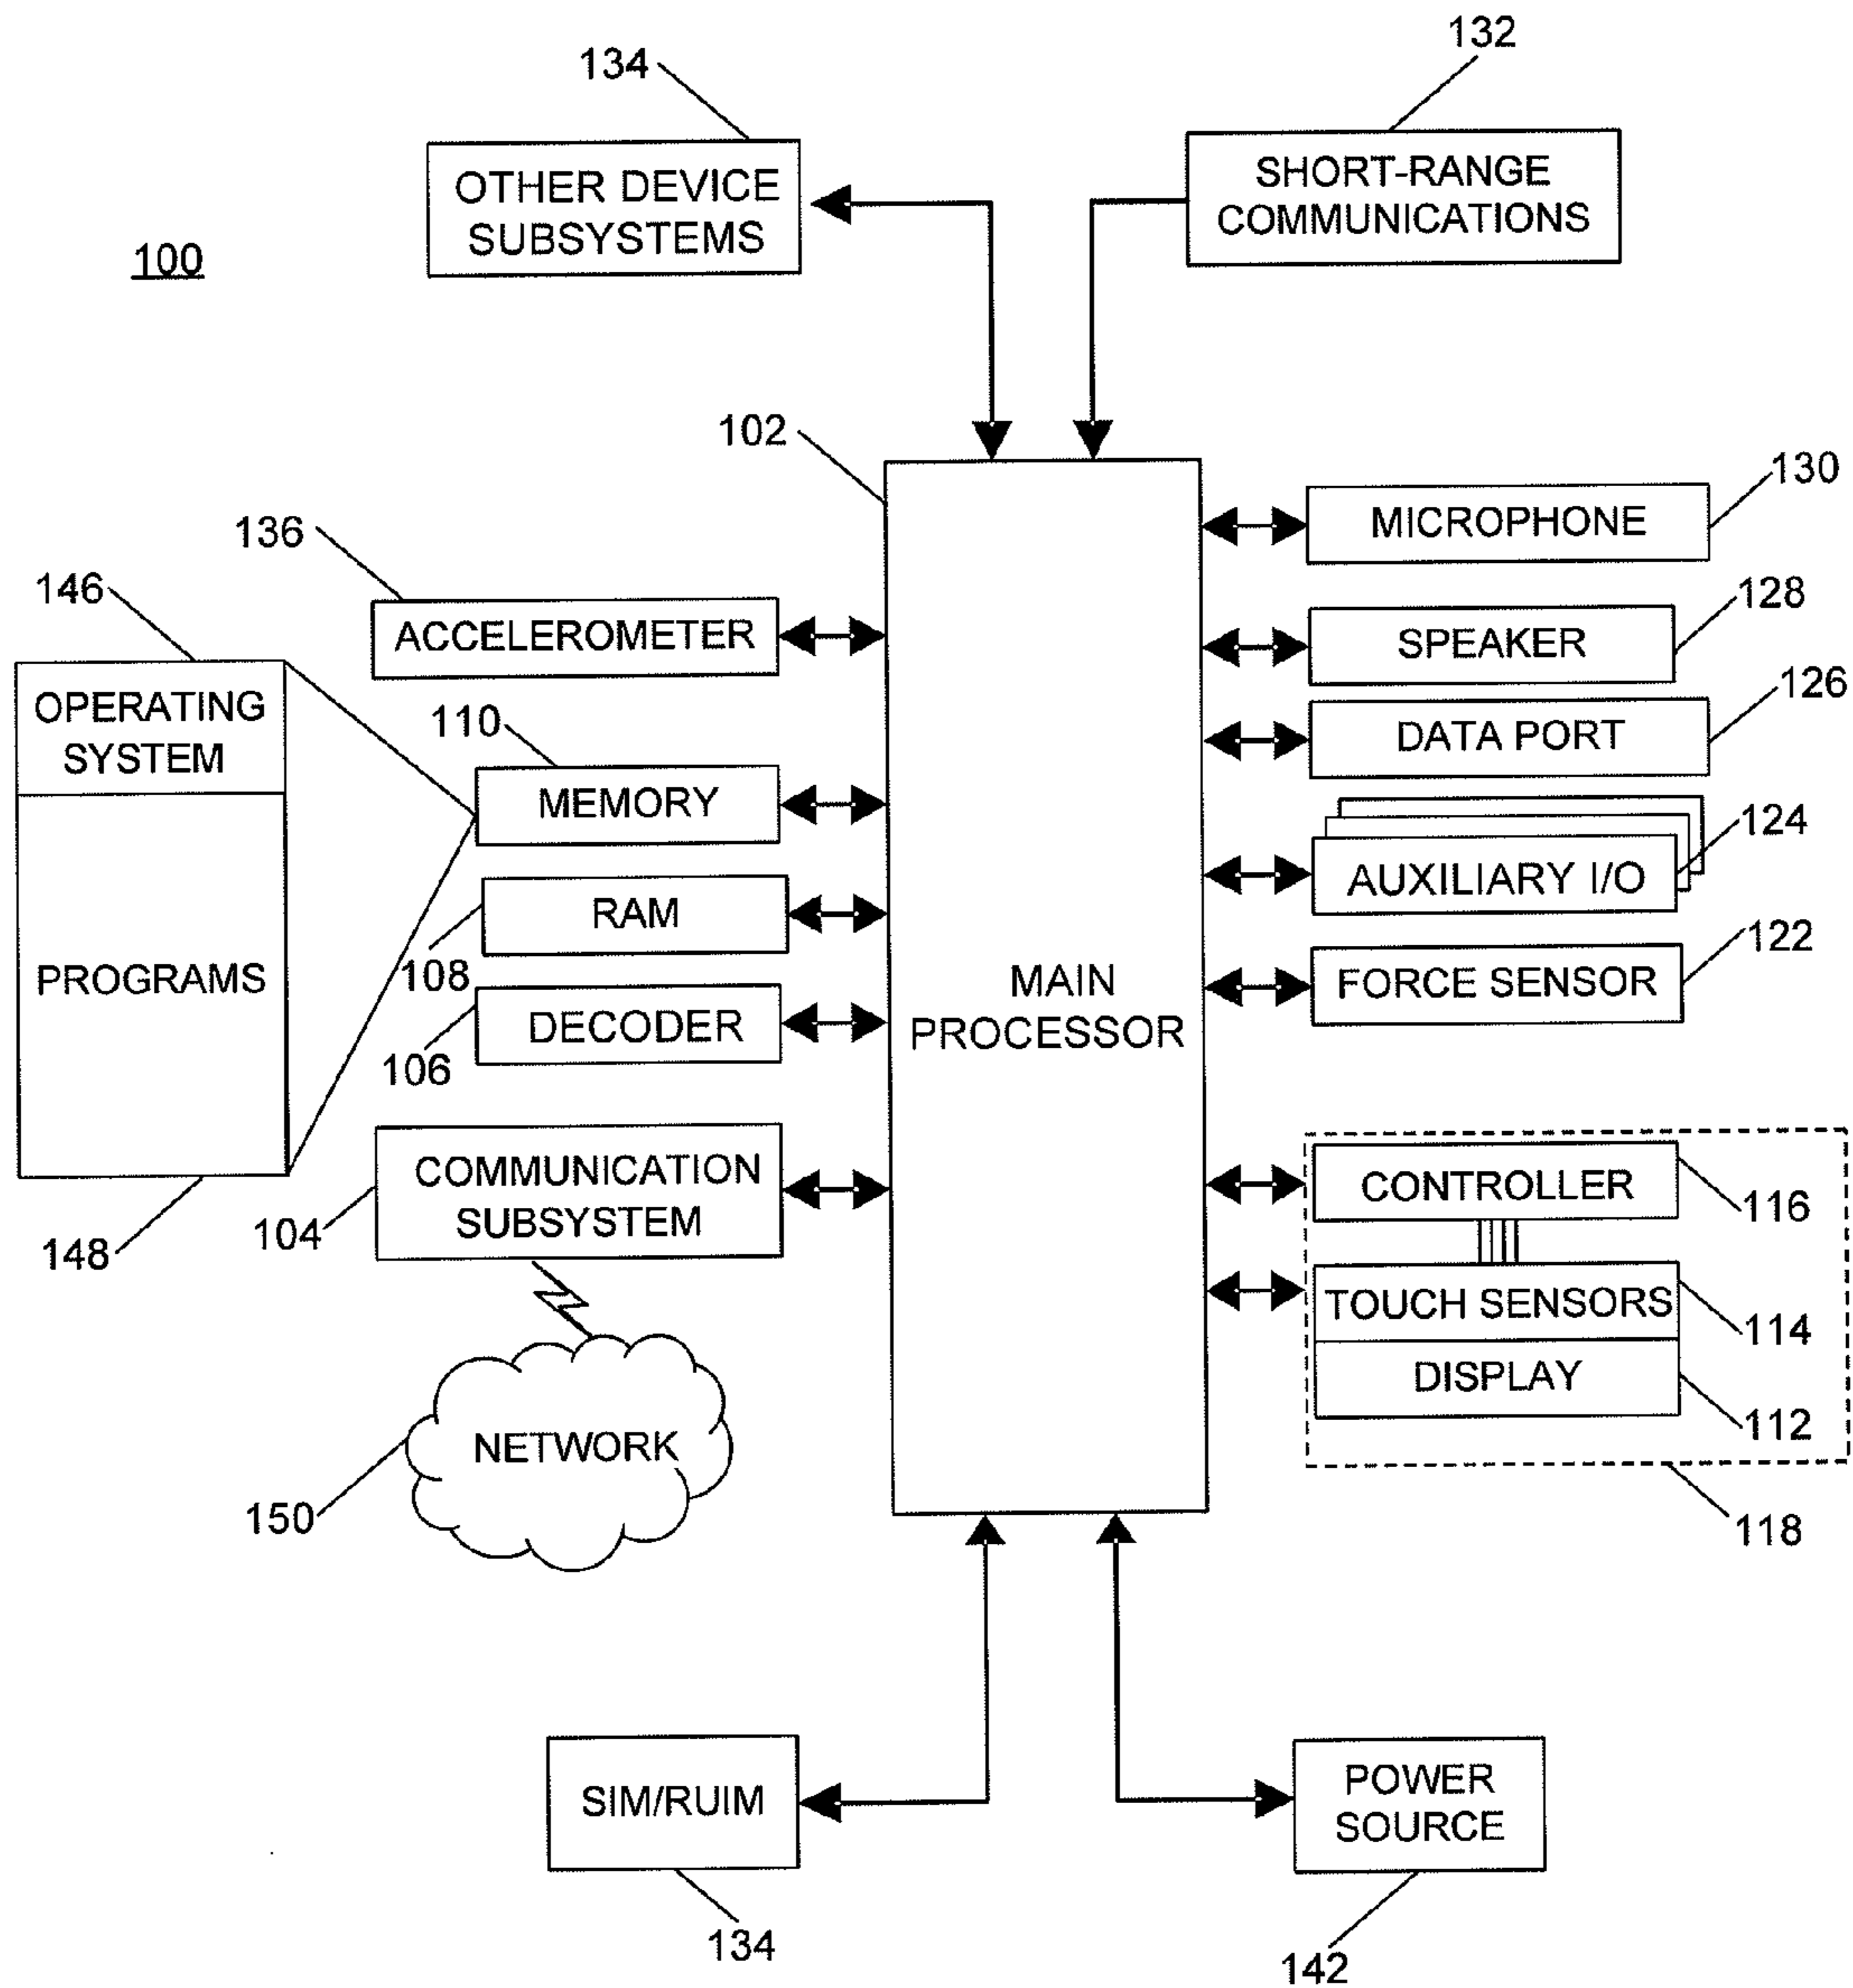 134
132
OTHER DEVICE
SUBSYSTEMS
SHORT-RANGE
COMMUNICATIONS
100
102
130
MICROPHONE
136
146
ACCELEROMETER
128
SPEAKER
OPERATING
SYSTEM
110
126
DATA PORT
MEMORY
124
AUXILIARY I/O
RAM
108
122
PROGRAMS
FORCE SENSOR
MAIN
PROCESSOR
DECODER
106
COMMUNICATION
SUBSYSTEM
CONTROLLER
116
104
148
TOUCH SENSORS
114
DISPLAY
112
NETWORK
150
118
SIM/RUIM
POWER
SOURCE
134
142